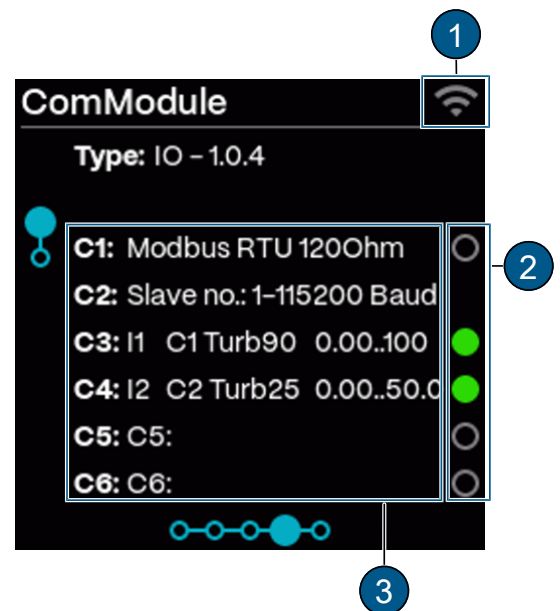 1
ComModule
Type: IO – 1.0.4
C1: Modbus RTU 120Ohm
2
C2: Slave no.: 1–115200 Baud
C3: I1 C1 Turb90 0.00..100
C4: I2 C2 Turb25 0.00..50.0
C5: C5:
C6: C6:
3